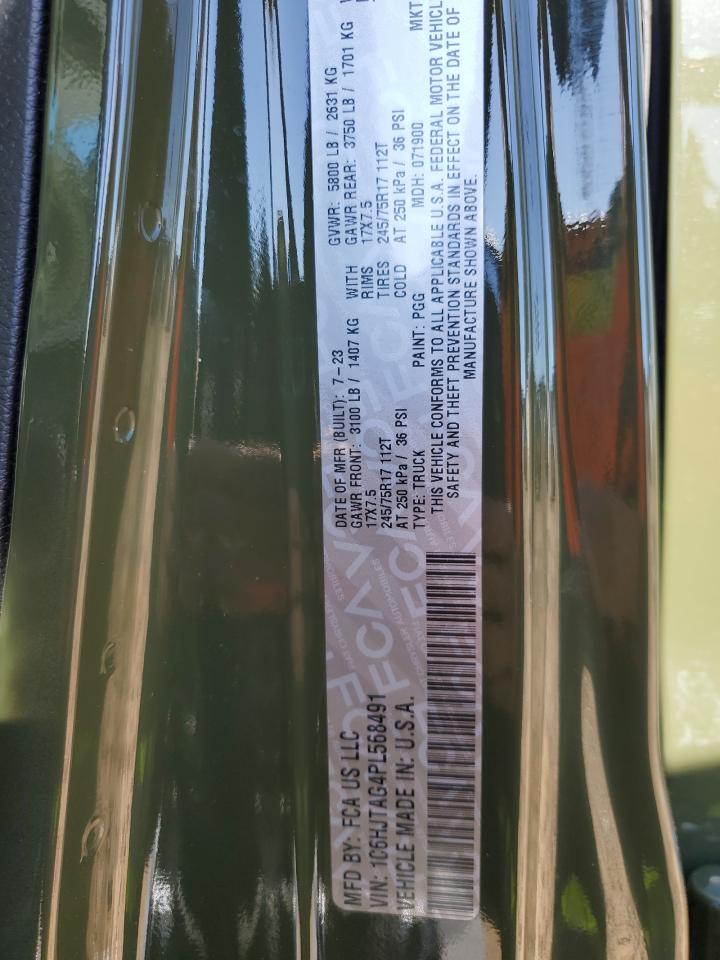 MFD BY: FCA US LLC
VIN: 1C6HJTAG4PL568491
VEHICLE MADE IN: U.S.A.
DATE OF MFR (BUILT): 7-23 GVWR: 5800 LB / 2631 KG
GAWR FRONT: 3100 LB / 1407 KG WITH GAWR REAR: 3750 LB / 1701 KG
17X7.5 RIMS 17X7.5
245/75R17 112T TIRES 245/75R17 112T
AT 250 kPa / 36 PSI COLD AT 250 kPa / 36 PSI
TYPE: TRUCK PAINT: PGG MDH: 071900 MKT
THIS VEHICLE CONFORMS TO ALL APPLICABLE U.S.A. FEDERAL MOTOR VEHICL
SAFETY AND THEFT PREVENTION STANDARDS IN EFFECT ON THE DATE OF
MANUFACTURE SHOWN ABOVE.